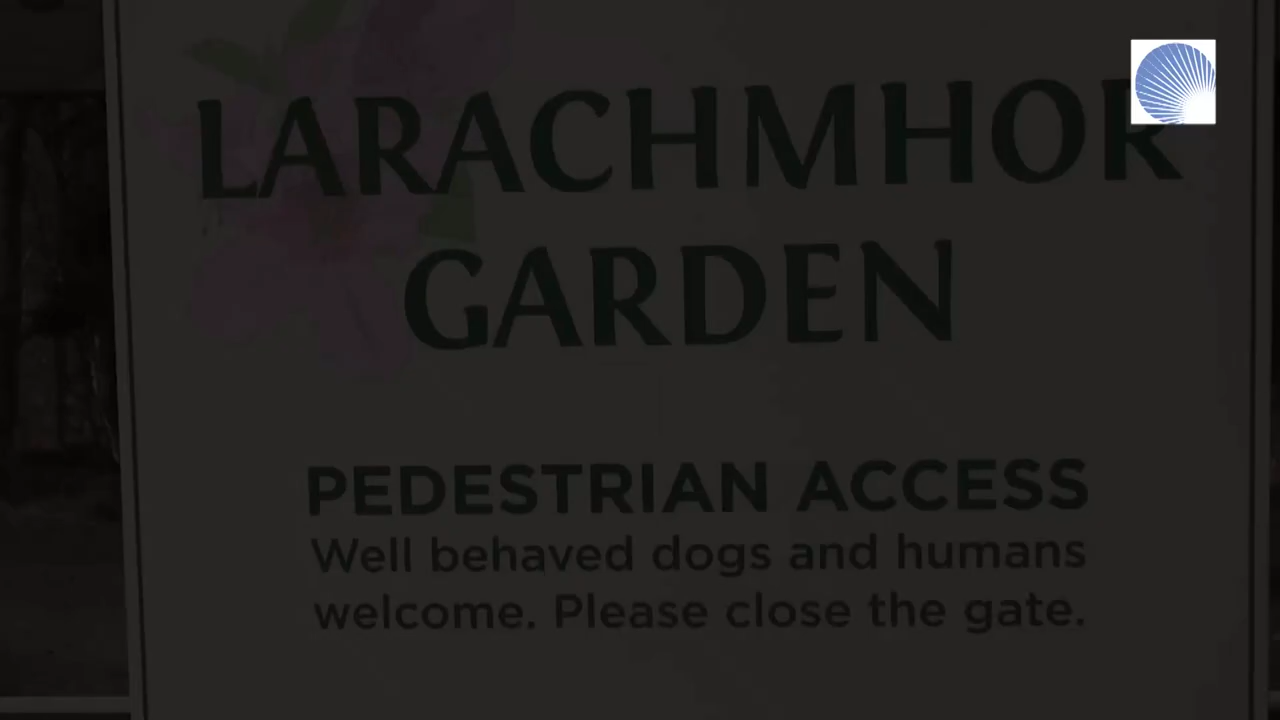 LARACHMHOR
GARDEN
PEDESTRIAN ACCESS
Well behaved dogs and humans
welcome. Please close the gate.